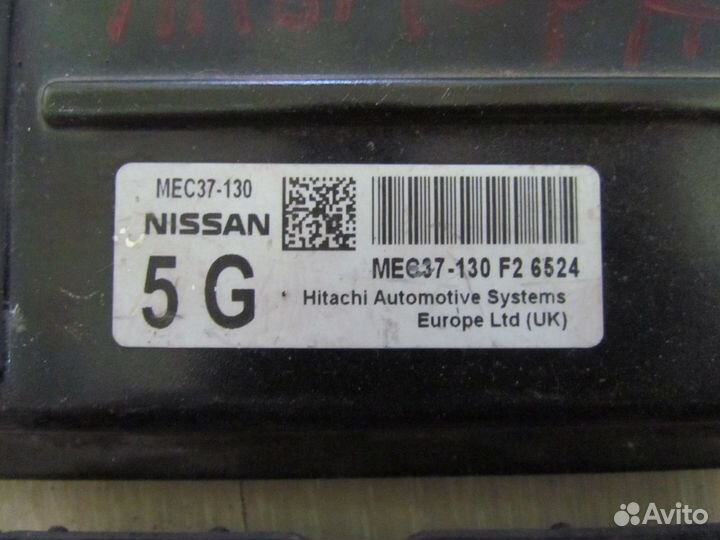 MEC37-130
NISSAN
5 G
MEC37-130 F2 6524
Hitachi Automotive Systems
Europe Ltd (UK)
Avito